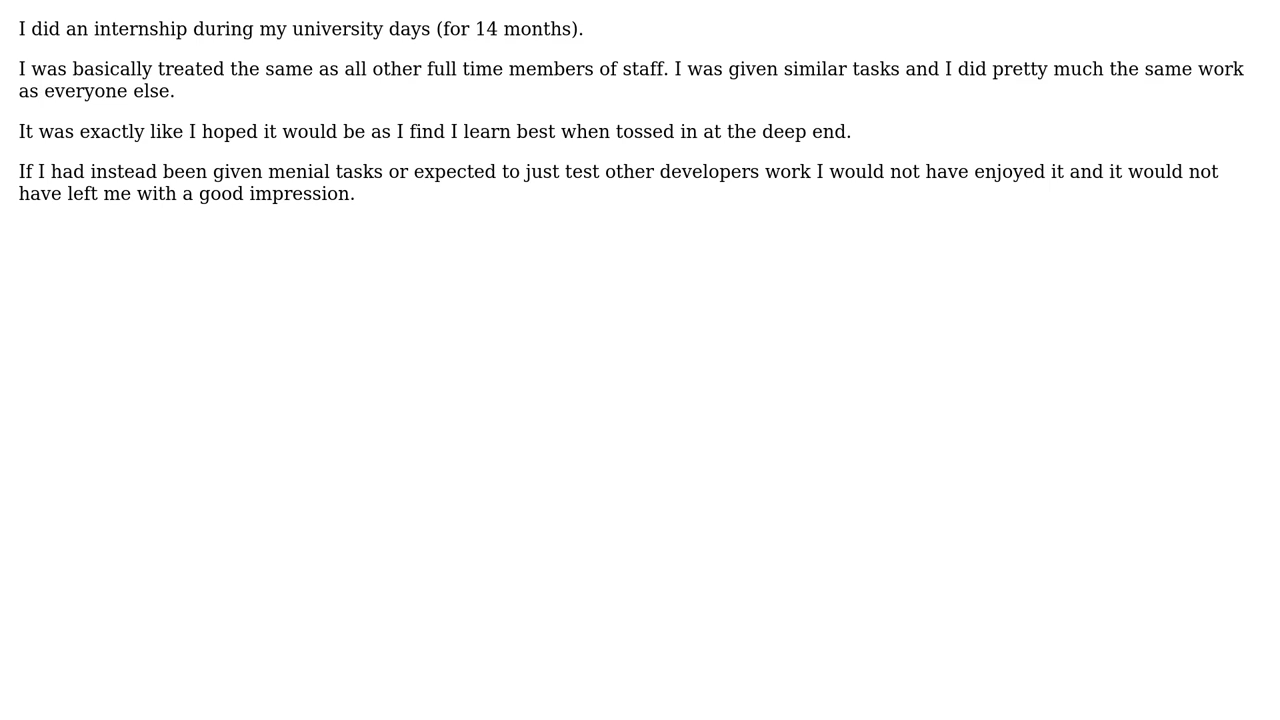 I did an internship during my university days (for 14 months).
I was basically treated the same as all other full time members of staff. I was given similar tasks and I did pretty much the same work
as everyone else.
It was exactly like I hoped it would be as I find I learn best when tossed in at the deep end.
If I had instead been given menial tasks or expected to just test other developers work I would not have enjoyed it and it would not
have left me with a good impression.